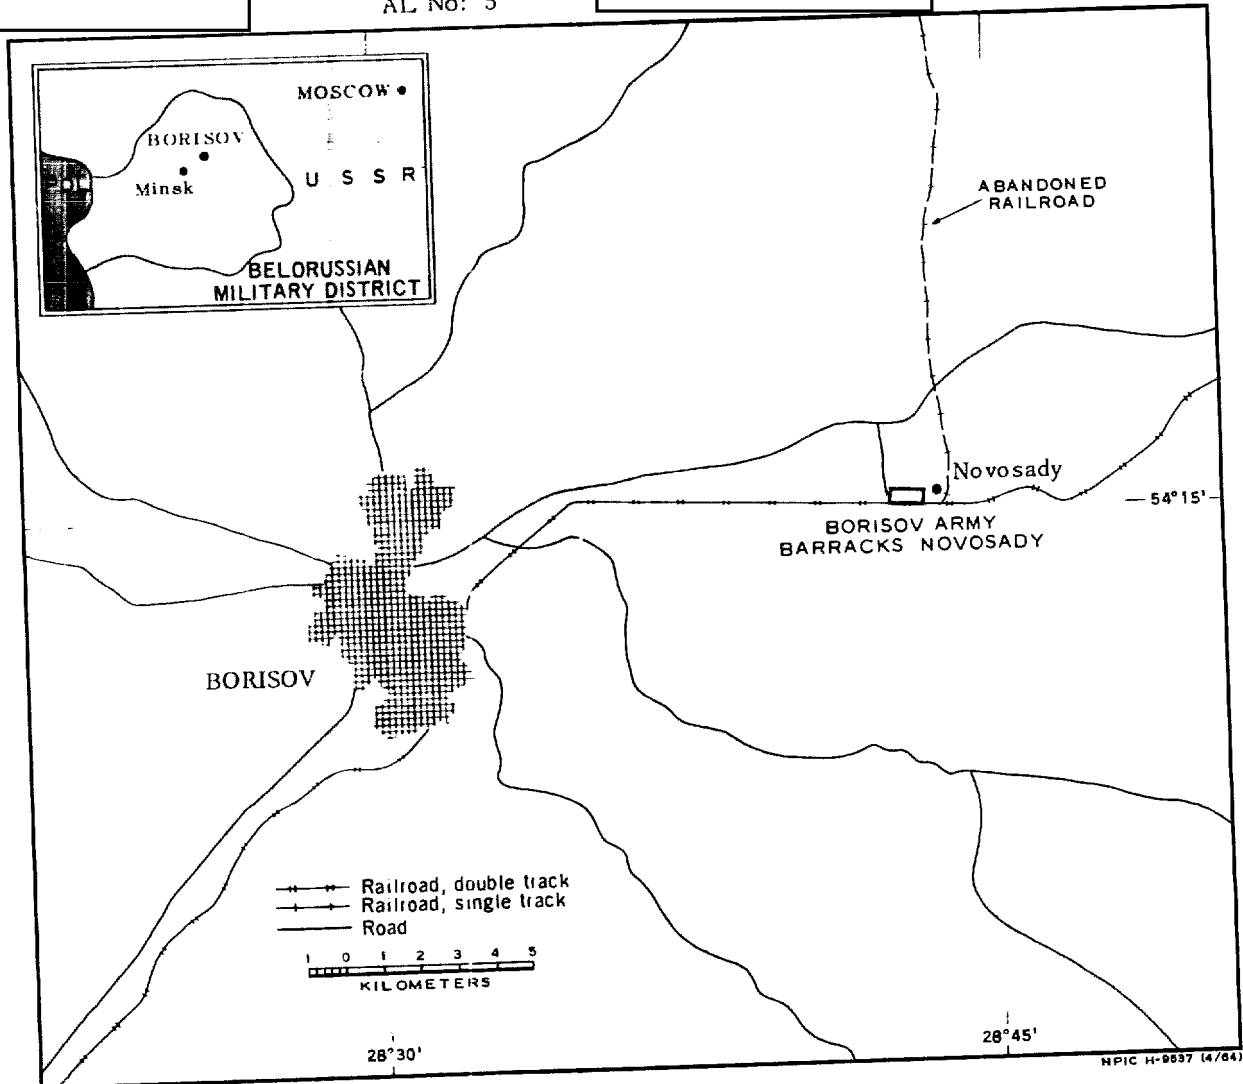 AL No: 5
MOSCOW
BORISOV
Minsk
USSR
POL
BELORUSSIAN
MILITARY DISTRICT
ABANDONED
RAILROAD
Novosady
54°15'
BORISOV ARMY
BARRACKS NOVOSADY
BORISOV
Railroad, double track
Railroad, single track
Road
1 0 1 2 3 4 5
KILOMETERS
28°30'
28°45'
NPIC H-9537 (4/64)